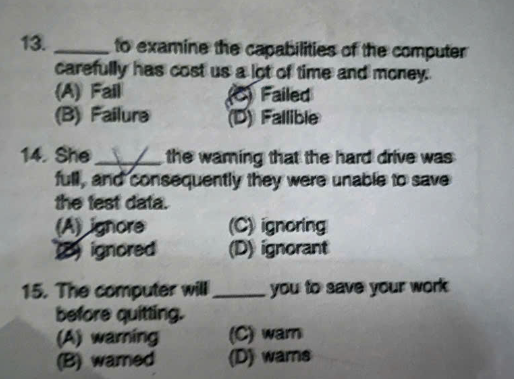 13. _____ to examine the capabilities of the computer
carefully has cost us a lot of time and money.
(A) Fail (C) Failed
(B) Failure (D) Fallible
14. She _____ the warning that the hard drive was
full, and consequently they were unable to save
the test data.
(A) ignore (C) ignoring
(B) ignored (D) ignorant
15. The computer will _____ you to save your work
before quitting.
(A) warning (C) warn
(B) warned (D) warns